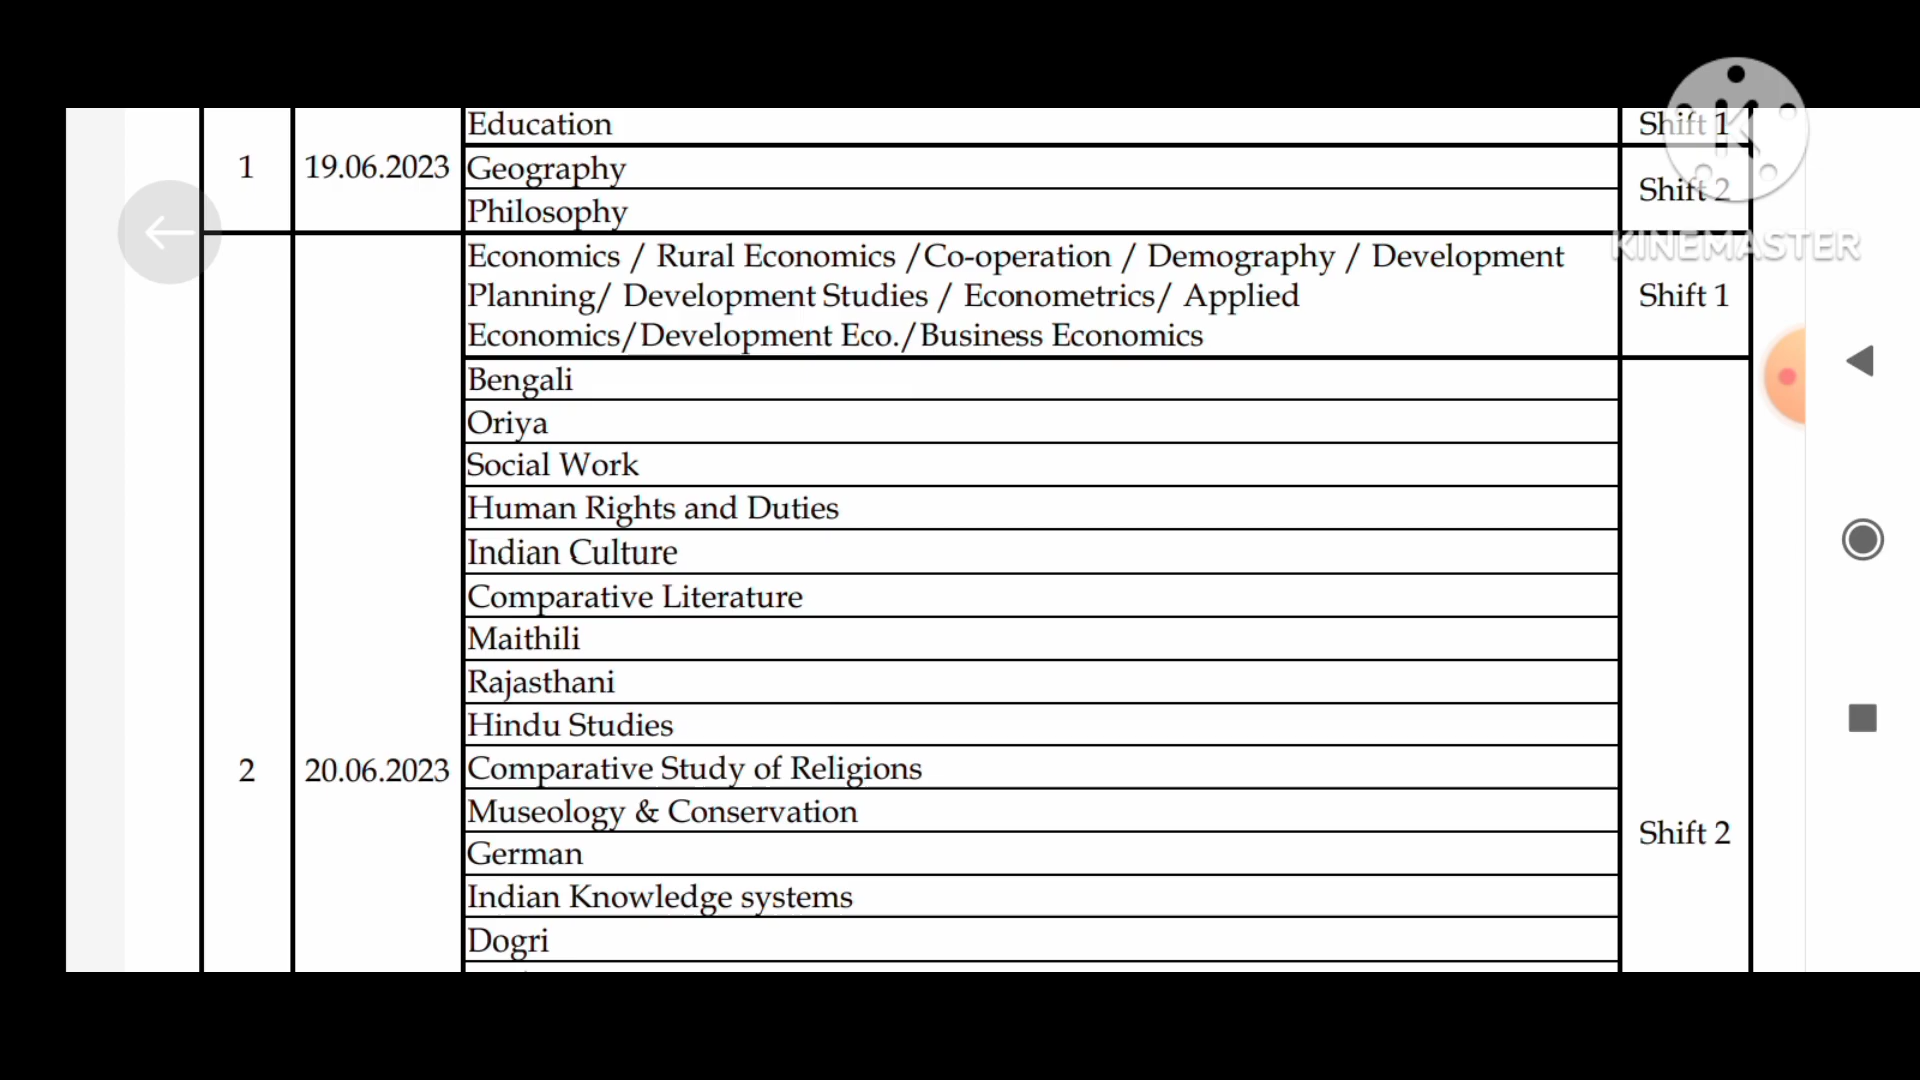 Education
Shift 1
1
19.06.2023
Geography
Shift 2
Philosophy
Economics / Rural Economics /Co-operation / Demography / Development
Planning/ Development Studies / Econometrics/ Applied
Economics/Development Eco./Business Economics
Shift 1
KINEMASTER
Bengali
Oriya
Social Work
Human Rights and Duties
Indian Culture
Comparative Literature
Maithili
Rajasthani
Hindu Studies
2
20.06.2023
Comparative Study of Religions
Museology & Conservation
Shift 2
German
Indian Knowledge systems
Dogri